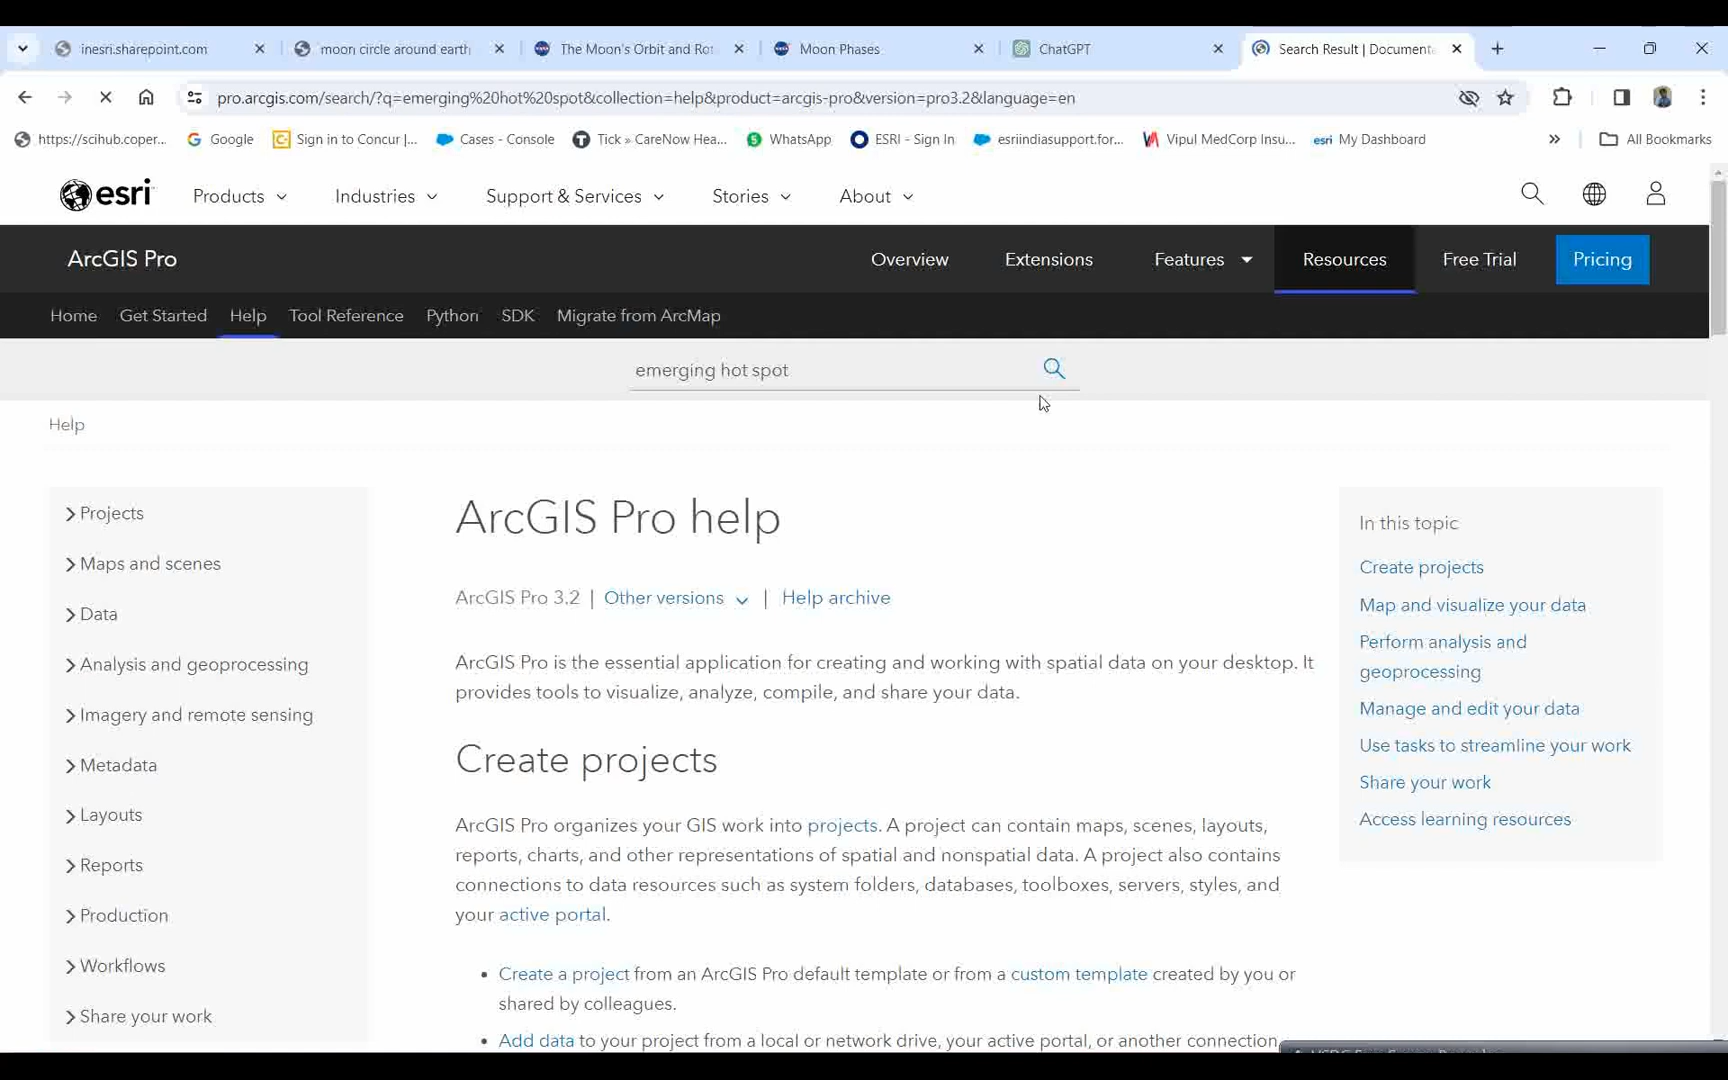 inesri.sharepoint.com
moon circle around earth
The Moon's Orbit and Rot
Moon Phases
ChatGPT
Search Result | Document
pro.arcgis.com/search/?q=emerging%20hot%20spot&collection=help&product=arcgis-pro&version=pro3.2&language=en
https://scihub.coper...
Google
Sign in to Concur |...
Cases - Console
Tick » CareNow Hea...
WhatsApp
ESRI - Sign In
esriindiasupport.for...
Vipul MedCorp Insu...
esri My Dashboard
»
All Bookmarks
esri
Products
Industries
Support & Services
Stories
About
ArcGIS Pro
Overview
Extensions
Features
Resources
Free Trial
Pricing
Home
Get Started
Help
Tool Reference
Python
SDK
Migrate from ArcMap
emerging hot spot
Help
Projects
Maps and scenes
Data
Analysis and geoprocessing
Imagery and remote sensing
Metadata
Layouts
Reports
Production
Workflows
Share your work
ArcGIS Pro help
ArcGIS Pro 3.2 | Other versions | Help archive
ArcGIS Pro is the essential application for creating and working with spatial data on your desktop. It
provides tools to visualize, analyze, compile, and share your data.
Create projects
ArcGIS Pro organizes your GIS work into projects. A project can contain maps, scenes, layouts,
reports, charts, and other representations of spatial and nonspatial data. A project also contains
connections to data resources such as system folders, databases, toolboxes, servers, styles, and
your active portal.
• Create a project from an ArcGIS Pro default template or from a custom template created by you or
shared by colleagues.
• Add data to your project from a local or network drive, your active portal, or another connection
In this topic
Create projects
Map and visualize your data
Perform analysis and
geoprocessing
Manage and edit your data
Use tasks to streamline your work
Share your work
Access learning resources